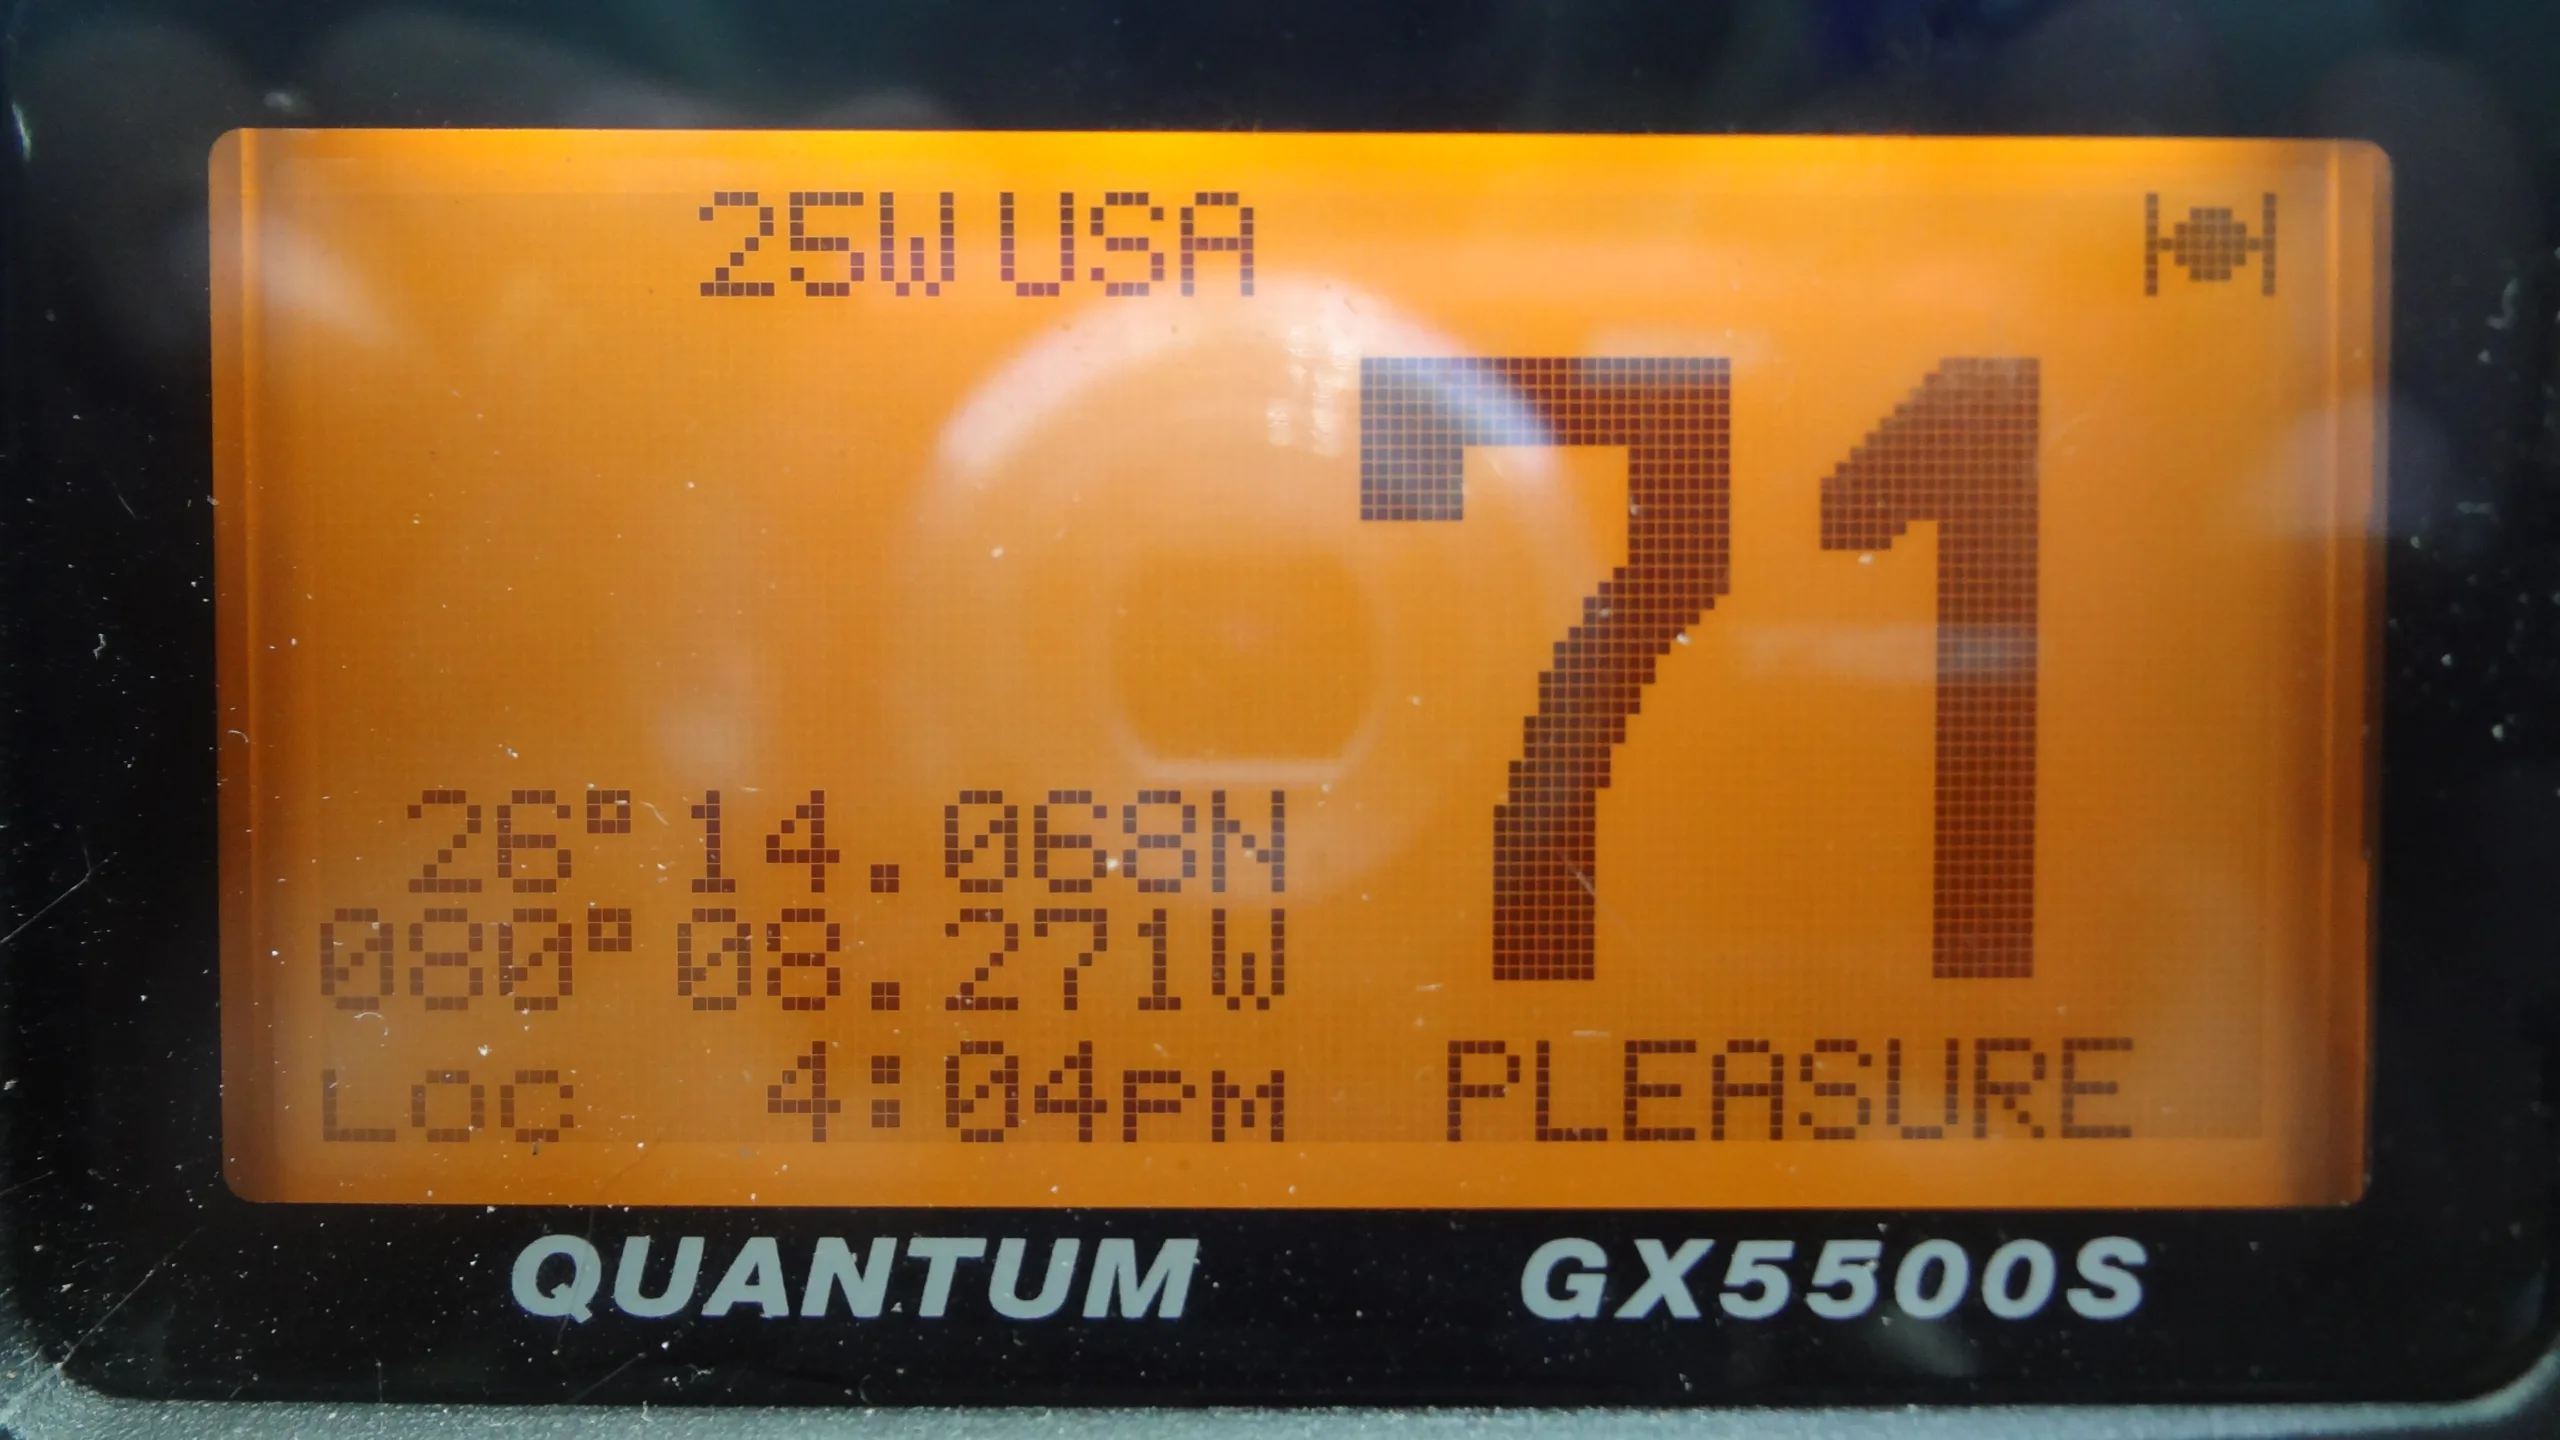 25W USA
71
26°14.068N
080°08.271W
LOC 4:04PM PLEASURE
QUANTUM GX5500S